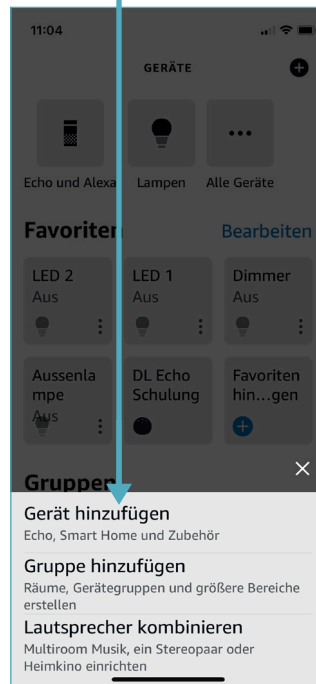 11:04
GERÄTE
Echo und Alexa
Lampen
Alle Geräte
Favoriten
Bearbeiten
LED 2
Aus
LED 1
Aus
Dimmer
Aus
Aussenla
mpe
Aus
DL Echo
Schulung
Favoriten
hin...gen
Gruppen
Gerät hinzufügen
Echo, Smart Home und Zubehör
Gruppe hinzufügen
Räume, Gerätegruppen und größere Bereiche
erstellen
Lautsprecher kombinieren
Multiroom Musik, ein Stereopaar oder
Heimkino einrichten